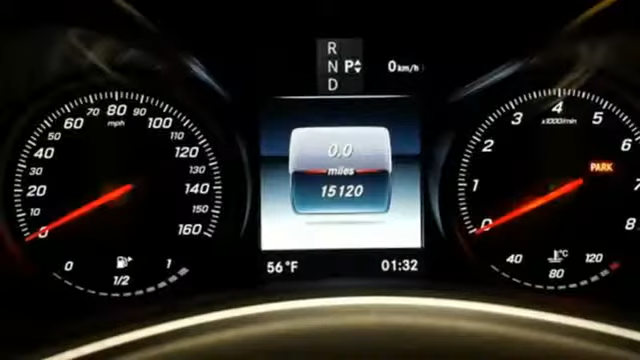 R
N P
D
0 km/h
0 10 20 30 40 60 70 80 90 100 110 120 130 140 150 160
mph
0 1/2 1
0.0
miles
15120
56°F
01:32
0 1 2 3 4 5 6 7 8
x1000/min
PARK
40 80 120
°C